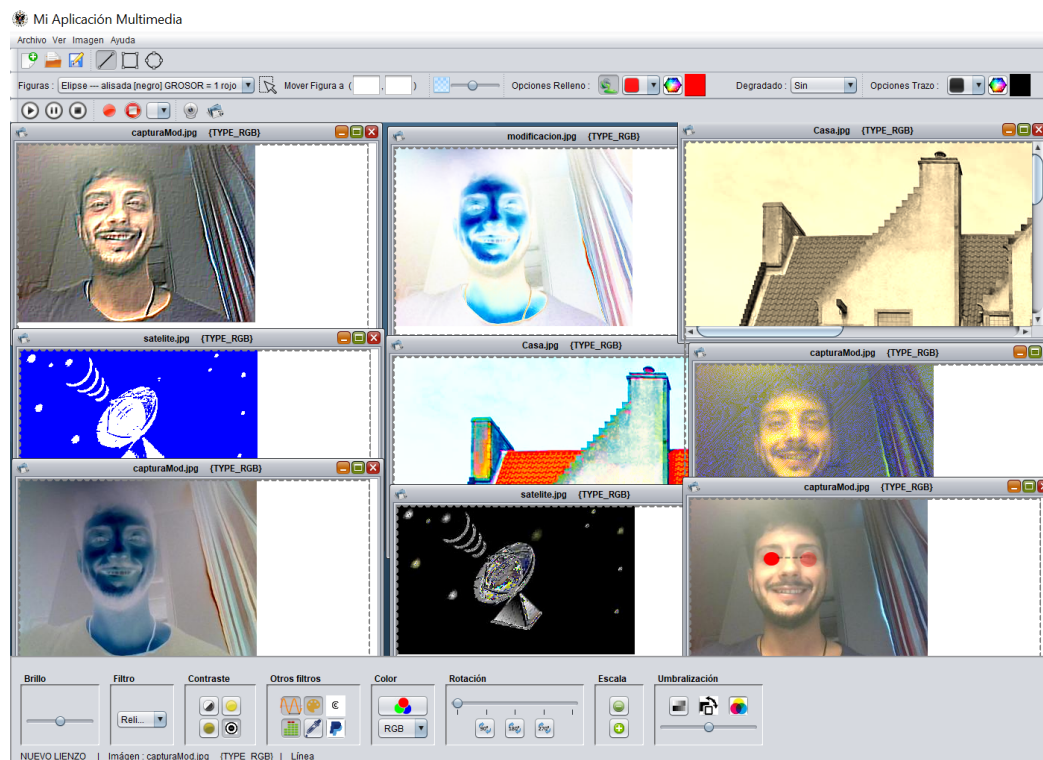 Mi Aplicación Multimedia
Archivo Ver Imagen Ayuda
Figuras : Elipse --- alisada [negro] GROSOR = 1 rojo Mover Figura a ( , ) Opciones Relleno : Degradado : Sin Opciones Trazo :
capturaMod.jpg {TYPE_RGB}
modificacion.jpg {TYPE_RGB}
Casa.jpg {TYPE_RGB}
satelite.jpg {TYPE_RGB}
Casa.jpg {TYPE_RGB}
capturaMod.jpg {TYPE_RGB}
capturaMod.jpg {TYPE_RGB}
satelite.jpg {TYPE_RGB}
capturaMod.jpg {TYPE_RGB}
Brillo Filtro Contraste Otros filtros Color Rotación Escala Umbralización
Reli...
RGB
NUEVO LIENZO | Imágen : capturaMod.jpg {TYPE_RGB} | Línea